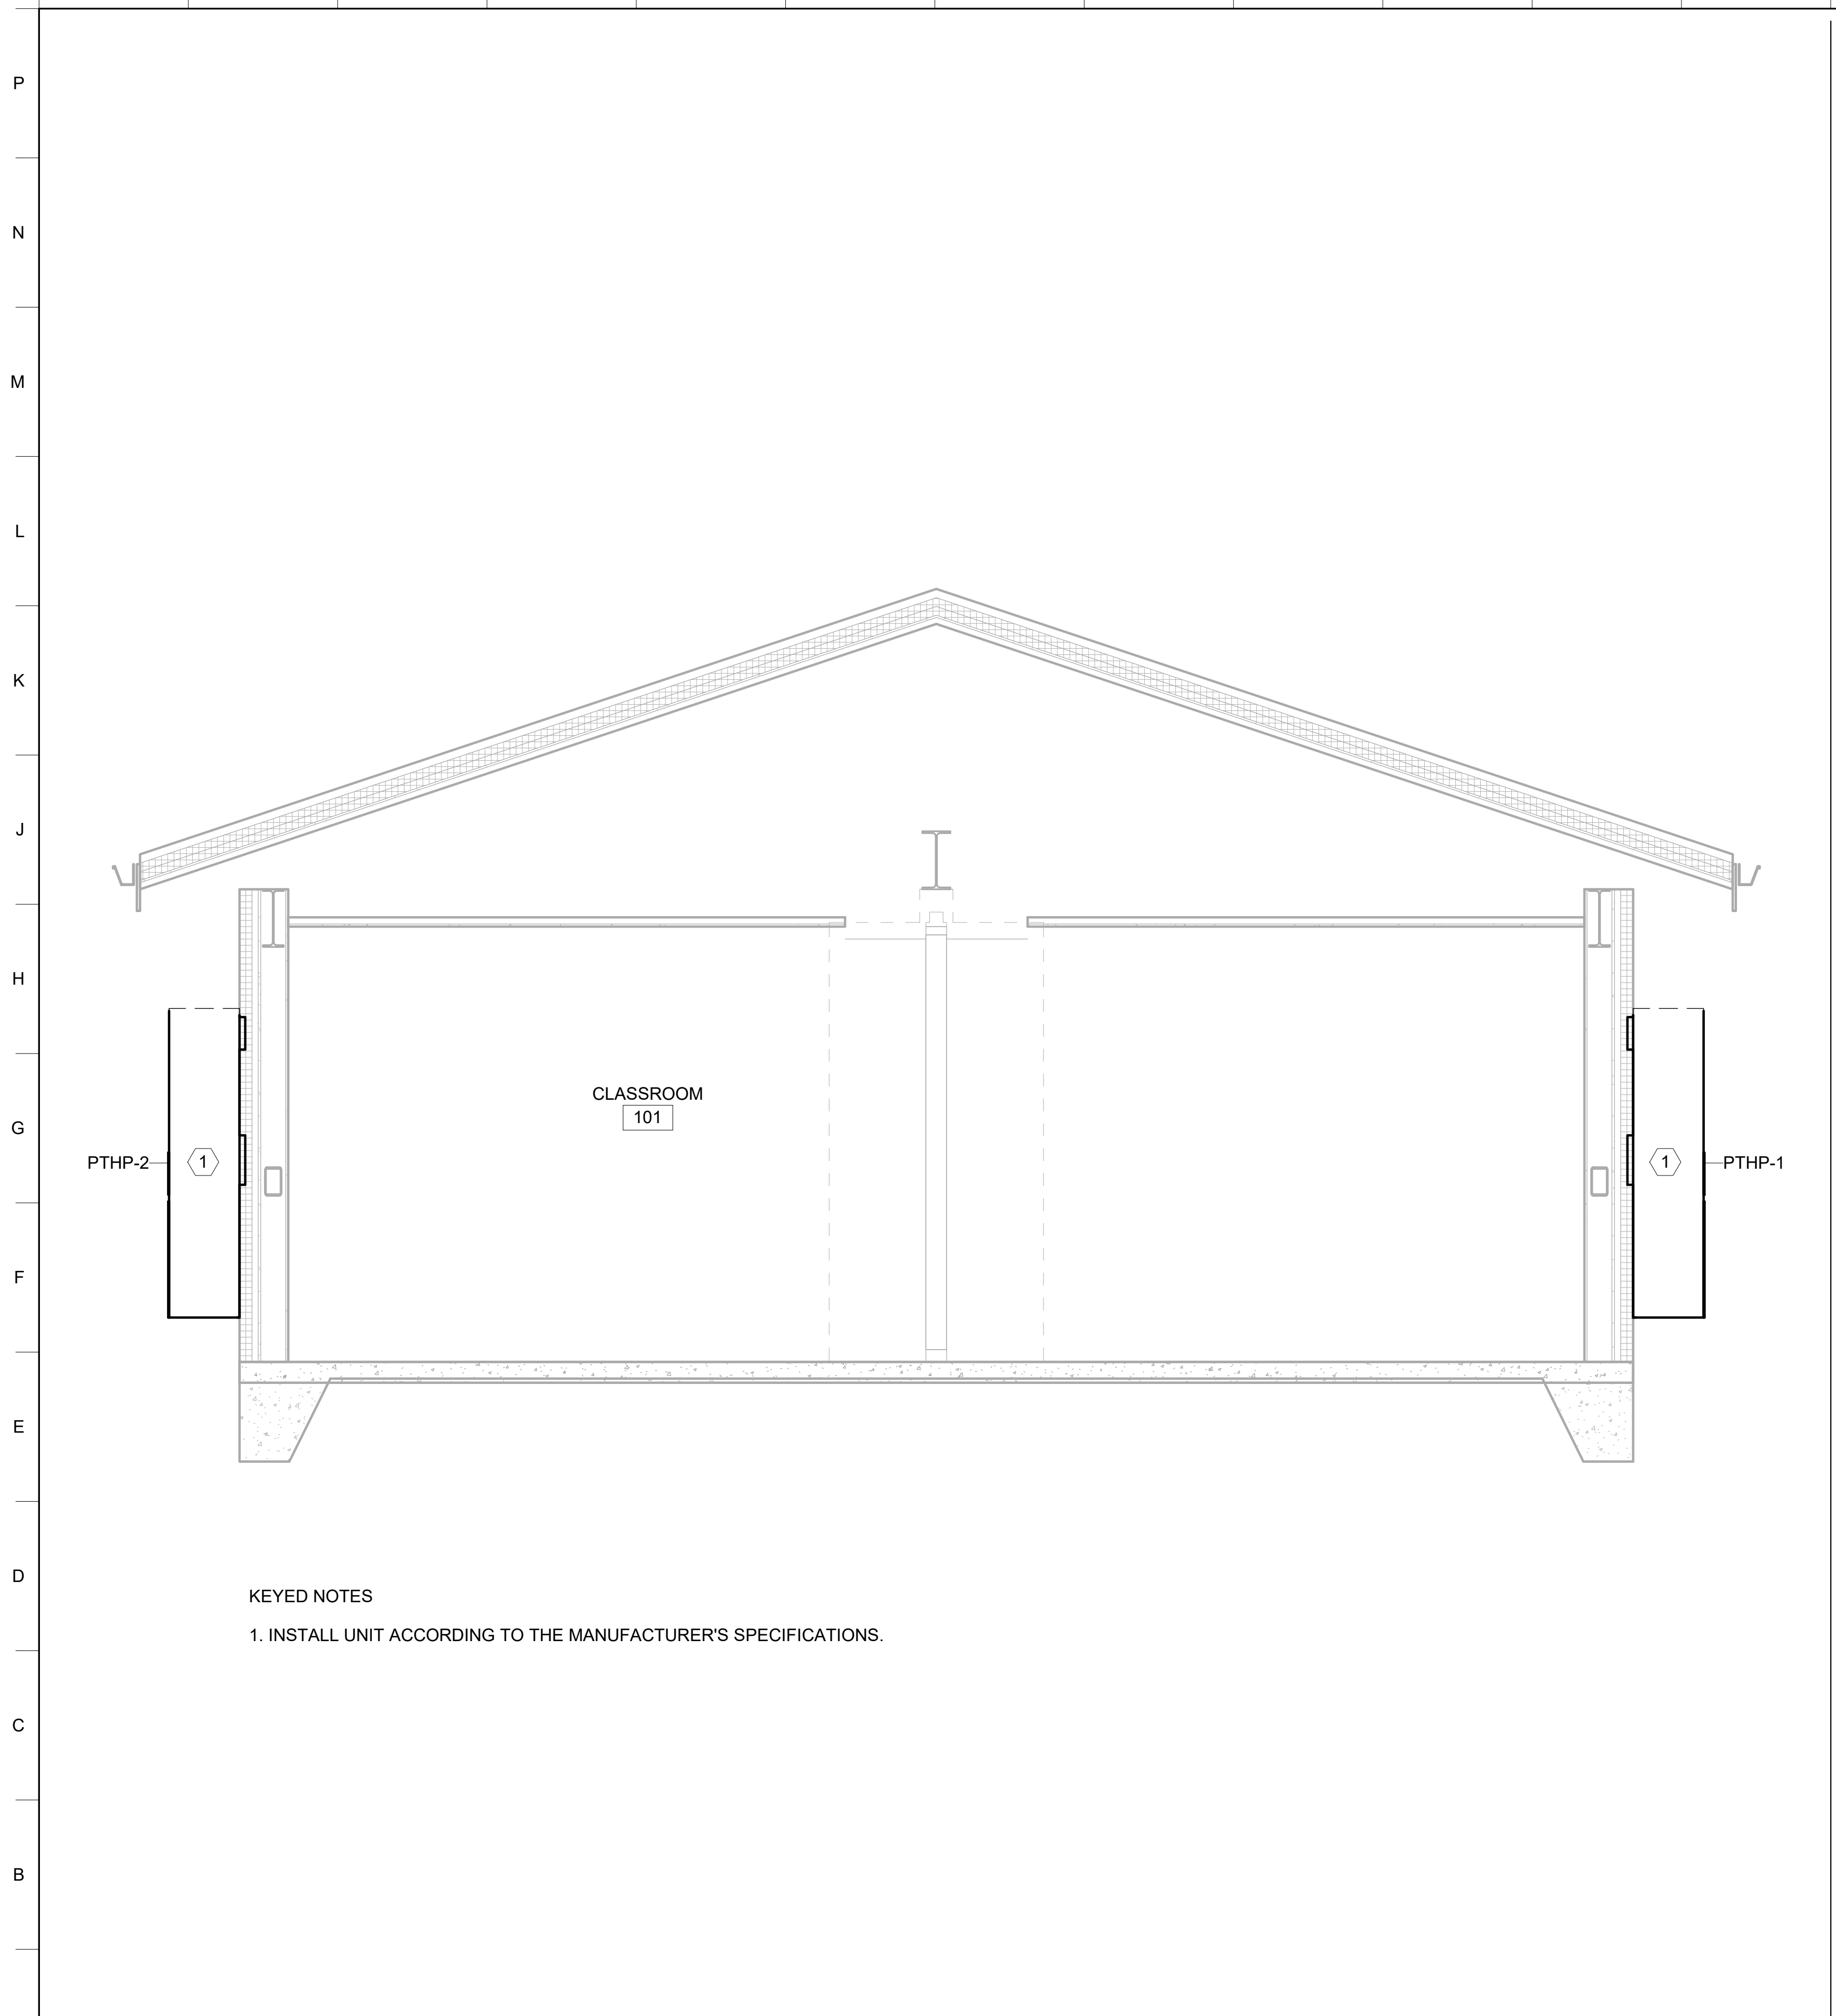 P
N
M
L
K
J
H
CLASSROOM
101
G
PTHP-2 1 1 PTHP-1
F
E
D
KEYED NOTES
1. INSTALL UNIT ACCORDING TO THE MANUFACTURER'S SPECIFICATIONS.
C
B